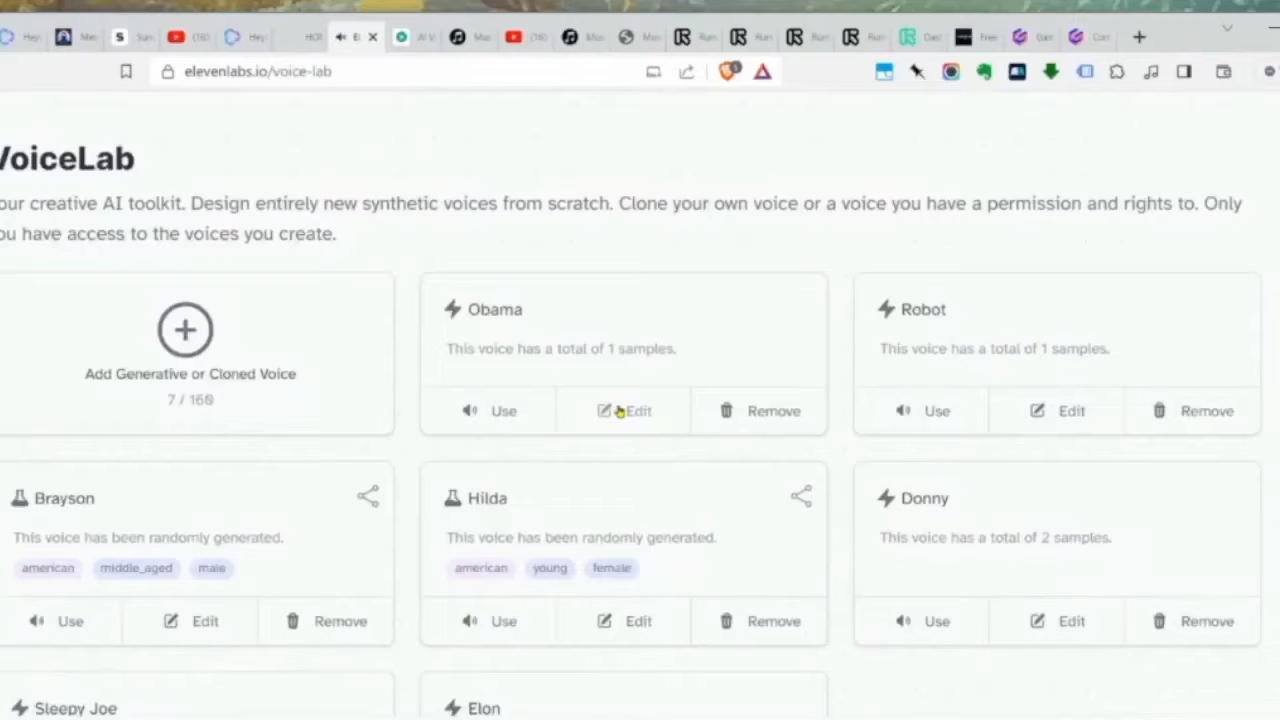 elevenlabs.io/voice-lab
VoiceLab
our creative AI toolkit. Design entirely new synthetic voices from scratch. Clone your own voice or a voice you have a permission and rights to. Only
ou have access to the voices you create.
Add Generative or Cloned Voice
7 / 160
Obama
This voice has a total of 1 samples.
Use Edit Remove
Robot
This voice has a total of 1 samples.
Use Edit Remove
Brayson
This voice has been randomly generated.
american middle_aged male
Use Edit Remove
Hilda
This voice has been randomly generated.
american young female
Use Edit Remove
Donny
This voice has a total of 2 samples.
Use Edit Remove
Sleepy Joe
Elon